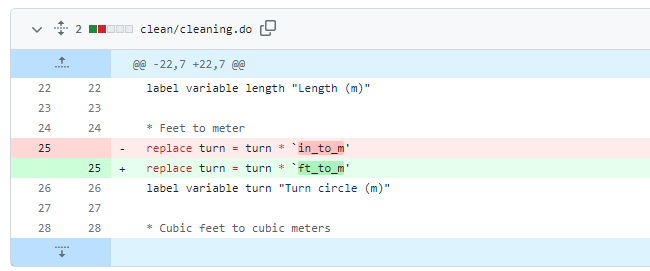 2 clean/cleaning.do
@@ -22,7 +22,7 @@
22 22 label variable length "Length (m)"
23 23
24 24 * Feet to meter
25 - replace turn = turn * `in_to_m'
25 + replace turn = turn * `ft_to_m'
26 26 label variable turn "Turn circle (m)"
27 27
28 28 * Cubic feet to cubic meters